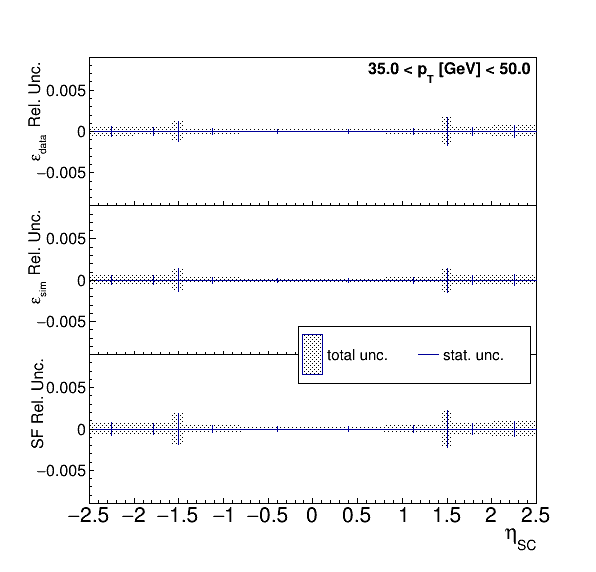 35.0 < p_T [GeV] < 50.0
ε_data Rel. Unc.
0.005
0
−0.005
ε_sim Rel. Unc.
0.005
0
−0.005
total unc. stat. unc.
SF Rel. Unc.
0.005
0
−0.005
−2.5 −2 −1.5 −1 −0.5 0 0.5 1 1.5 2 2.5
η_SC